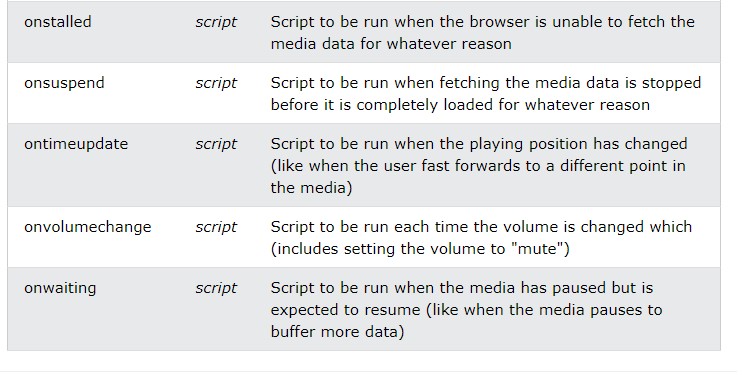 onstalled script Script to be run when the browser is unable to fetch the
media data for whatever reason
onsuspend script Script to be run when fetching the media data is stopped
before it is completely loaded for whatever reason
ontimeupdate script Script to be run when the playing position has changed
(like when the user fast forwards to a different point in
the media)
onvolumechange script Script to be run each time the volume is changed which
(includes setting the volume to "mute")
onwaiting script Script to be run when the media has paused but is
expected to resume (like when the media pauses to
buffer more data)